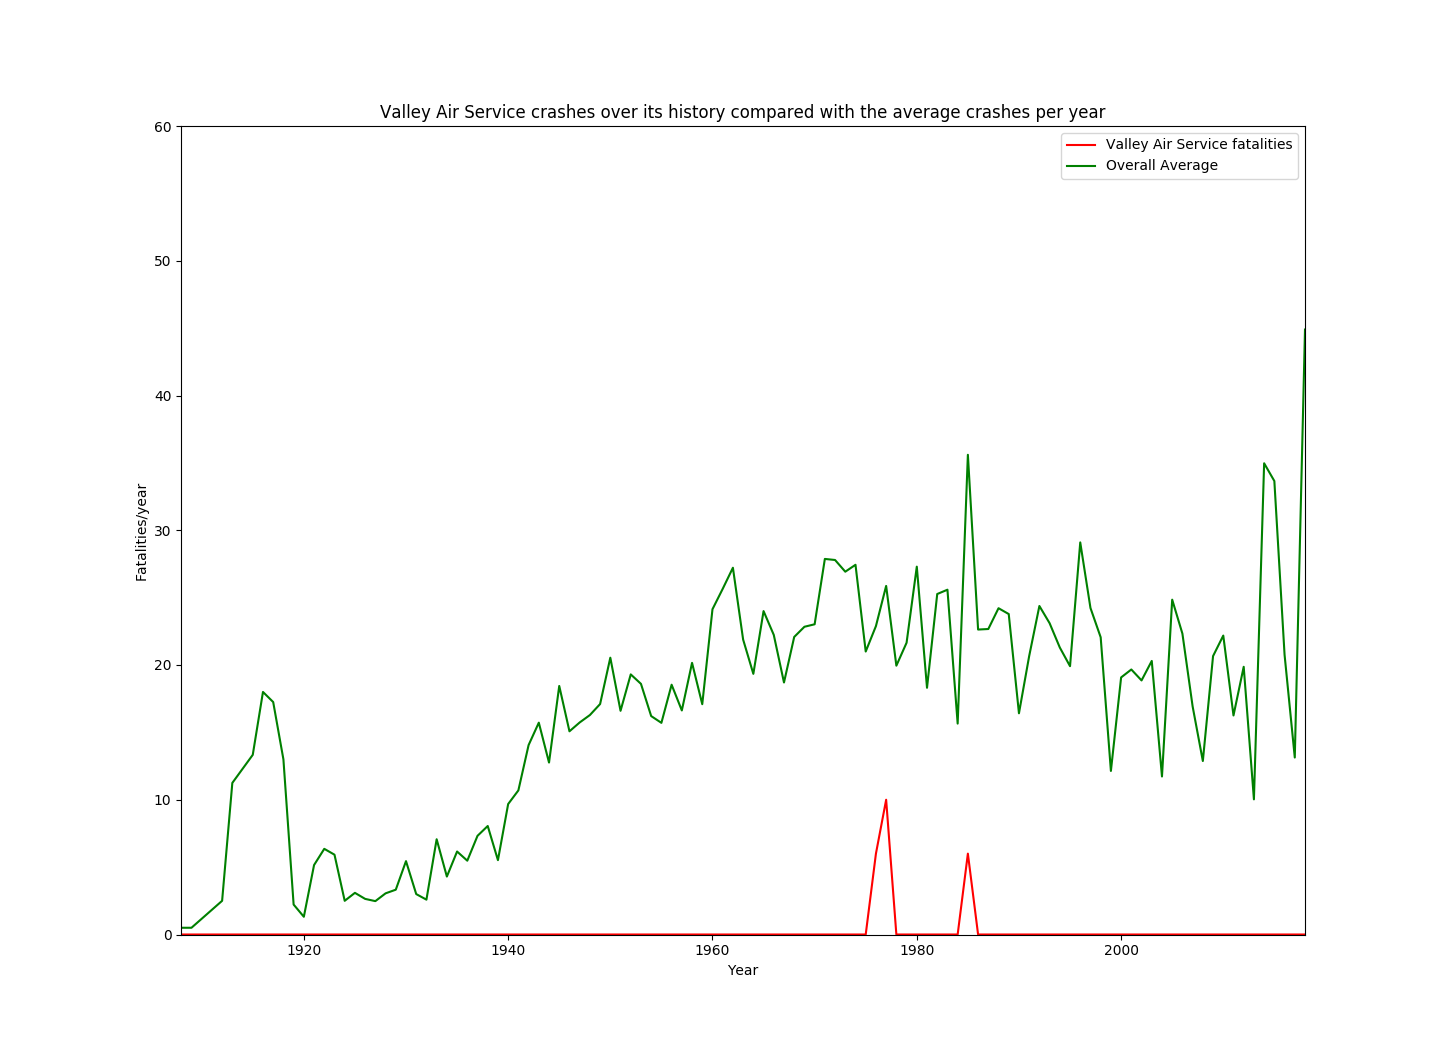 Valley Air Service crashes over its history compared with the average crashes per year
Valley Air Service fatalities
Overall Average
60
50
40
30
20
10
0
Fatalities/year
1920 1940 1960 1980 2000
Year